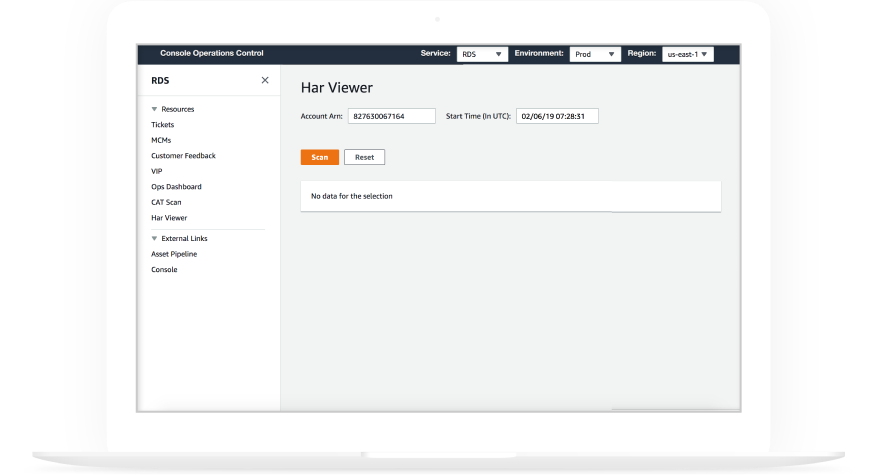 Console Operations Control Service: RDS Environment: Prod Region: us-east-1
RDS
Resources
Tickets
MCMs
Customer Feedback
VIP
Ops Dashboard
CAT Scan
Har Viewer
External Links
Asset Pipeline
Console
Har Viewer
Account Arn: 827630067164 Start Time (In UTC): 02/06/19 07:28:31
Scan Reset
No data for the selection